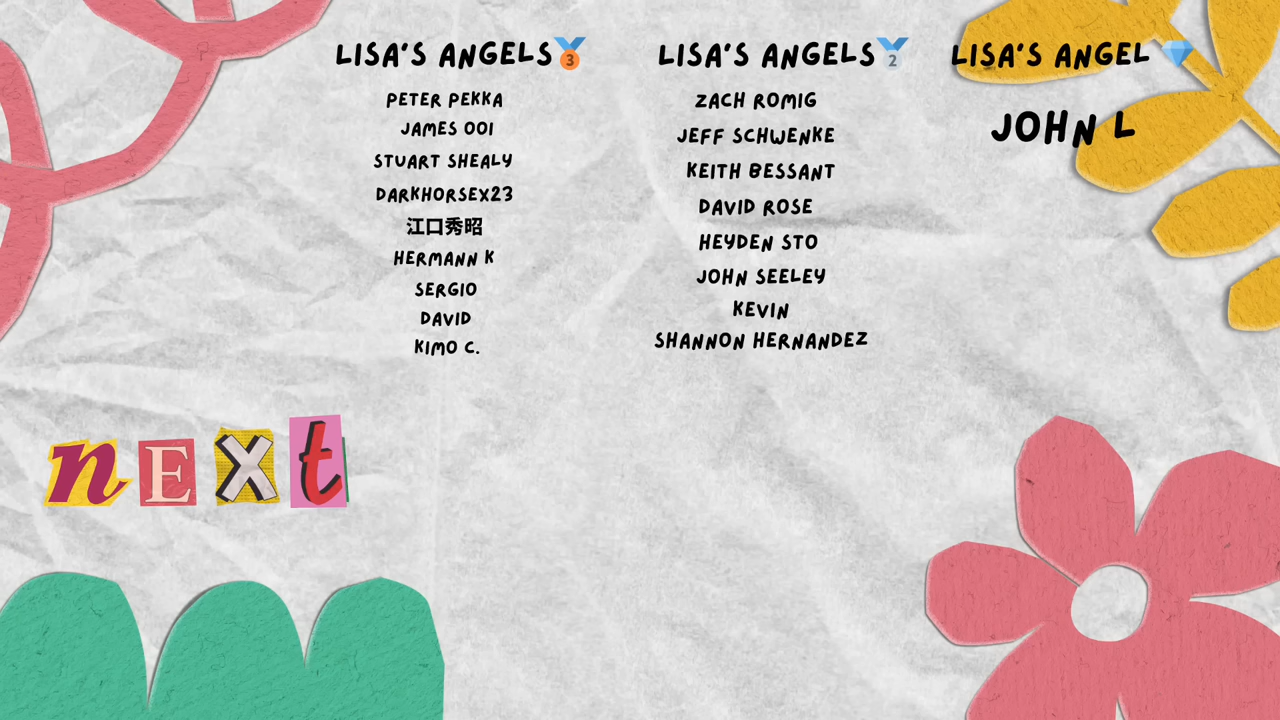 LISA'S ANGELS🥉
PETER PEKKA
JAMES OOI
STUART SHEALY
DARKHORSEX23
江口秀昭
HERMANN K
SERGIO
DAVID
KIMO C.
LISA'S ANGELS🥈
ZACH ROMIG
JEFF SCHWENKE
KEITH BESSANT
DAVID ROSE
HEYDEN STO
JOHN SEELEY
KEVIN
SHANNON HERNANDEZ
LISA'S ANGEL 💎
JOHN L
nEXt